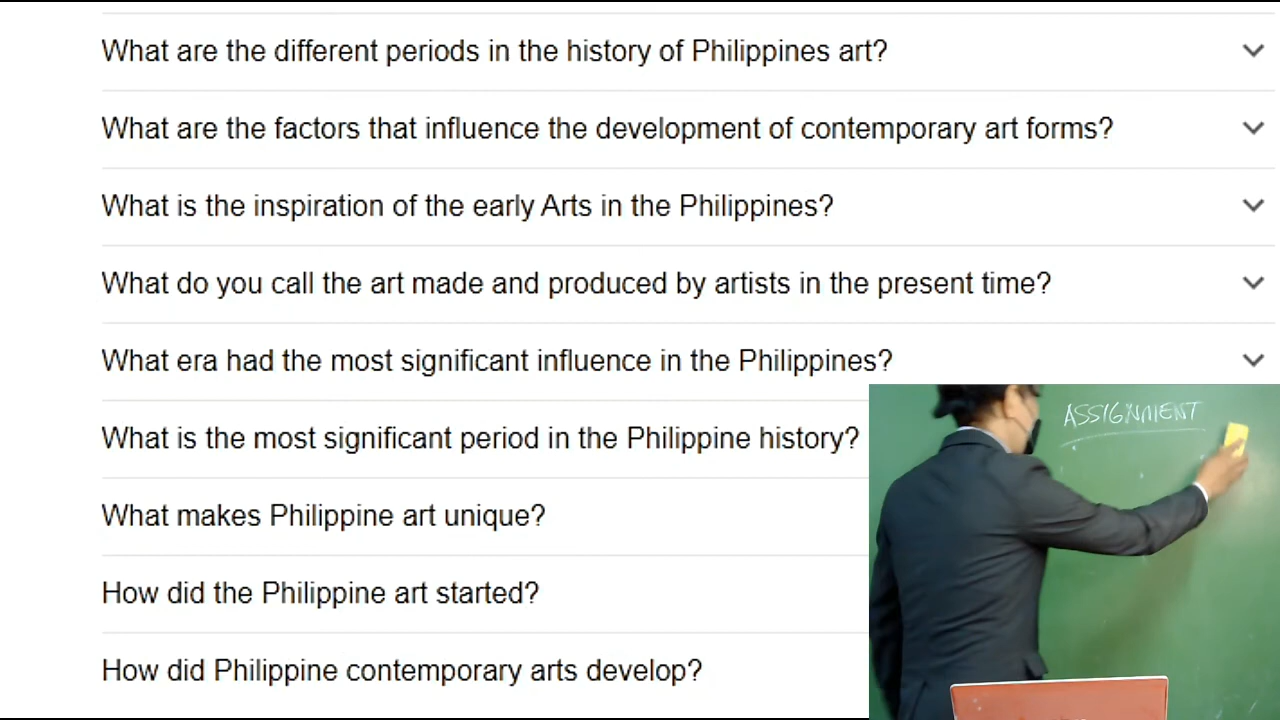 What are the different periods in the history of Philippines art?
What are the factors that influence the development of contemporary art forms?
What is the inspiration of the early Arts in the Philippines?
What do you call the art made and produced by artists in the present time?
What era had the most significant influence in the Philippines?
What is the most significant period in the Philippine history?
What makes Philippine art unique?
How did the Philippine art started?
How did Philippine contemporary arts develop?
ASSIGNMENT